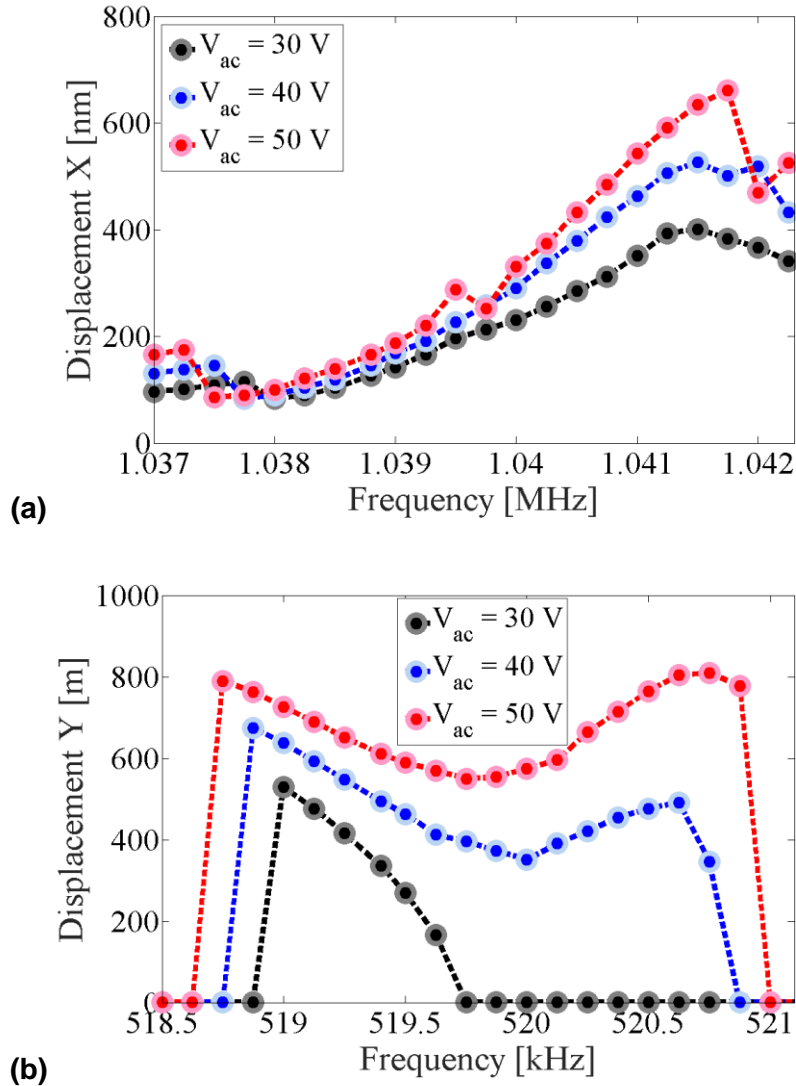 800
600
400
200
0
Displacement X [nm]
V_ac = 30 V
V_ac = 40 V
V_ac = 50 V
1.037 1.038 1.039 1.04 1.041 1.042
Frequency [MHz]
(a)
1000
800
600
400
200
0
Displacement Y [m]
V_ac = 30 V
V_ac = 40 V
V_ac = 50 V
518.5 519 519.5 520 520.5 521
Frequency [kHz]
(b)